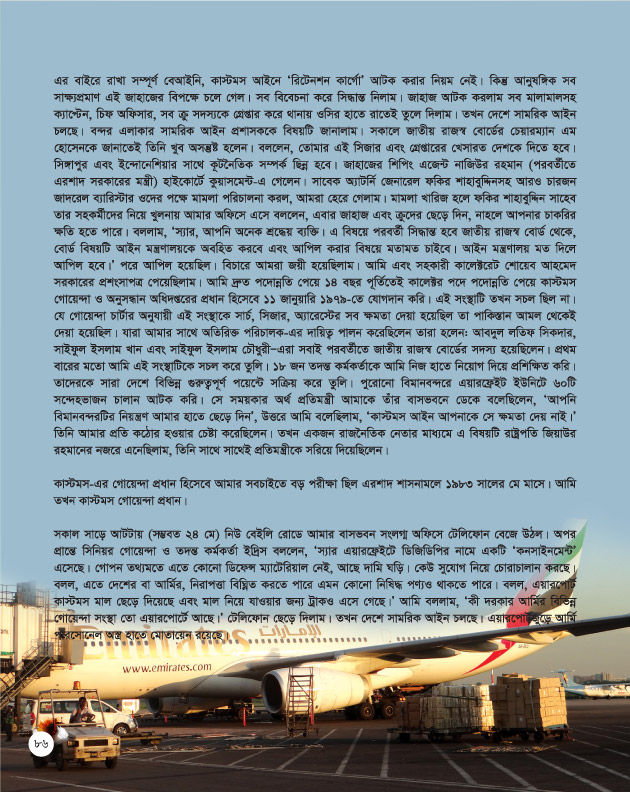 এর বাইরে রাখা সম্পূর্ণ বেআইনি, কাস্টমস আইনে ‘রিটেনশন কার্গো’ আটক করার নিয়ম নেই। কিন্তু আনুষঙ্গিক সব
সাক্ষ্যপ্রমাণ এই জাহাজের বিপক্ষে চলে গেল। সব বিবেচনা করে সিদ্ধান্ত নিলাম। জাহাজ আটক করলাম সব মালামালসহ
ক্যাপ্টেন, চিফ অফিসার, সব ক্রু সদস্যকে গ্রেপ্তার করে থানায় ওসির হাতে রাতেই তুলে দিলাম। তখন দেশে সামরিক আইন
চলছে। বন্দর এলাকার সামরিক আইন প্রশাসককে বিষয়টি জানালাম। সকালে জাতীয় রাজস্ব বোর্ডের চেয়ারম্যান এম
হোসেনকে জানাতেই তিনি খুব অসন্তুষ্ট হলেন। বললেন, তোমার এই সিজার এবং গ্রেপ্তারের খেসারত দেশকে দিতে হবে।
সিঙ্গাপুর এবং ইন্দোনেশিয়ার সাথে কূটনৈতিক সম্পর্ক ছিন্ন হবে। জাহাজের শিপিং এজেন্ট নাজিউর রহমান (পরবর্তীতে
এরশাদ সরকারের মন্ত্রী) হাইকোর্টে কুয়াসমেন্ট-এ গেলেন। সাবেক অ্যাটর্নি জেনারেল ফকির শাহাবুদ্দিনসহ আরও চারজন
জাদরেল ব্যারিস্টার ওদের পক্ষে মামলা পরিচালনা করল, আমরা হেরে গেলাম। মামলা খারিজ হলে ফকির শাহাবুদ্দিন সাহেব
তার সহকর্মীদের নিয়ে খুলনায় আমার অফিসে এসে বললেন, এবার জাহাজ এবং ক্রুদের ছেড়ে দিন, নাহলে আপনার চাকরির
ক্ষতি হতে পারে। বললাম, ‘স্যার, আপনি অনেক শ্রদ্ধেয় ব্যক্তি। এ বিষয়ে পরবর্তী সিদ্ধান্ত হবে জাতীয় রাজস্ব বোর্ড থেকে,
বোর্ড বিষয়টি আইন মন্ত্রণালয়কে অবহিত করবে এবং আপিল করার বিষয়ে মতামত চাইবে। আইন মন্ত্রণালয় মত দিলে
আপিল হবে।’ পরে আপিল হয়েছিল। বিচারে আমরা জয়ী হয়েছিলাম। আমি এবং সহকারী কালেক্টরেট শোয়েব আহমেদ
সরকারের প্রশংসাপত্র পেয়েছিলাম। আমি দ্রুত পদোন্নতি পেয়ে ১৪ বছর পূর্তিতেই কালেক্টর পদে পদোন্নতি পেয়ে কাস্টমস
গোয়েন্দা ও অনুসন্ধান অধিদপ্তরের প্রধান হিসেবে ১১ জানুয়ারি ১৯৭৯-তে যোগদান করি। এই সংস্থাটি তখন সচল ছিল না।
যে গোয়েন্দা চার্টার অনুযায়ী এই সংস্থাকে সার্চ, সিজার, অ্যারেস্টের সব ক্ষমতা দেয়া হয়েছিল তা পাকিস্তান আমল থেকেই
দেয়া হয়েছিল। যারা আমার সাথে অতিরিক্ত পরিচালক-এর দায়িত্ব পালন করেছিলেন তারা হলেন: আবদুল লতিফ সিকদার,
সাইফুল ইসলাম খান এবং সাইফুল ইসলাম চৌধুরী—এরা সবাই পরবর্তীতে জাতীয় রাজস্ব বোর্ডের সদস্য হয়েছিলেন। প্রথম
বারের মতো আমি এই সংস্থাটিকে সচল করে তুলি। ১৮ জন তদন্ত কর্মকর্তাকে আমি নিজ হাতে নিয়োগ দিয়ে প্রশিক্ষিত করি।
তাদেরকে সারা দেশে বিভিন্ন গুরুত্বপূর্ণ পয়েন্টে সক্রিয় করে তুলি। পুরোনো বিমানবন্দরে এয়ারফ্রেইট ইউনিটে ৬০টি
সন্দেহভাজন চালান আটক করি। সে সময়কার অর্থ প্রতিমন্ত্রী আমাকে তাঁর বাসভবনে ডেকে বলেছিলেন, ‘আপনি
বিমানবন্দরটির নিয়ন্ত্রণ আমার হাতে ছেড়ে দিন’, উত্তরে আমি বলেছিলাম, ‘কাস্টমস আইন আপনাকে সে ক্ষমতা দেয় নাই।’
তিনি আমার প্রতি কঠোর হওয়ার চেষ্টা করেছিলেন। তখন একজন রাজনৈতিক নেতার মাধ্যমে এ বিষয়টি রাষ্ট্রপতি জিয়াউর
রহমানের নজরে এনেছিলাম, তিনি সাথে সাথেই প্রতিমন্ত্রীকে সরিয়ে দিয়েছিলেন।
কাস্টমস-এর গোয়েন্দা প্রধান হিসেবে আমার সবচাইতে বড় পরীক্ষা ছিল এরশাদ শাসনামলে ১৯৮৩ সালের মে মাসে। আমি
তখন কাস্টমস গোয়েন্দা প্রধান।
সকাল সাড়ে আটটায় (সম্ভবত ২৪ মে) নিউ বেইলি রোডে আমার বাসভবন সংলগ্ন অফিসে টেলিফোন বেজে উঠল। অপর
প্রান্তে সিনিয়র গোয়েন্দা ও তদন্ত কর্মকর্তা ইদ্রিস বললেন, ‘স্যার এয়ারফ্রেইটে ডিজিডিপির নামে একটি ‘কনসাইনমেন্ট’
এসেছে। গোপন তথ্যমতে এতে কোনো ডিফেন্স ম্যাটেরিয়াল নেই, আছে দামি ঘড়ি। কেউ সুযোগ নিয়ে চোরাচালান করছে।
বলল, এতে দেশের বা আর্মির, নিরাপত্তা বিঘ্নিত করতে পারে এমন কোনো নিষিদ্ধ পণ্যও থাকতে পারে। বলল, এয়ারপোর্ট
কাস্টমস মাল ছেড়ে দিয়েছে এবং মাল নিয়ে যাওয়ার জন্য ট্রাকও এসে গেছে।’ আমি বললাম, ‘কী দরকার আর্মির বিভিন্ন
গোয়েন্দা সংস্থা তো এয়ারপোর্টে আছে।’ টেলিফোন ছেড়ে দিলাম। তখন দেশে সামরিক আইন চলছে। এয়ারপোর্ট জুড়ে আর্মি
পারসোনেল অস্ত্র হাতে মোতায়েন রয়েছে।
الإمارات
www.emirates.com
৮৬